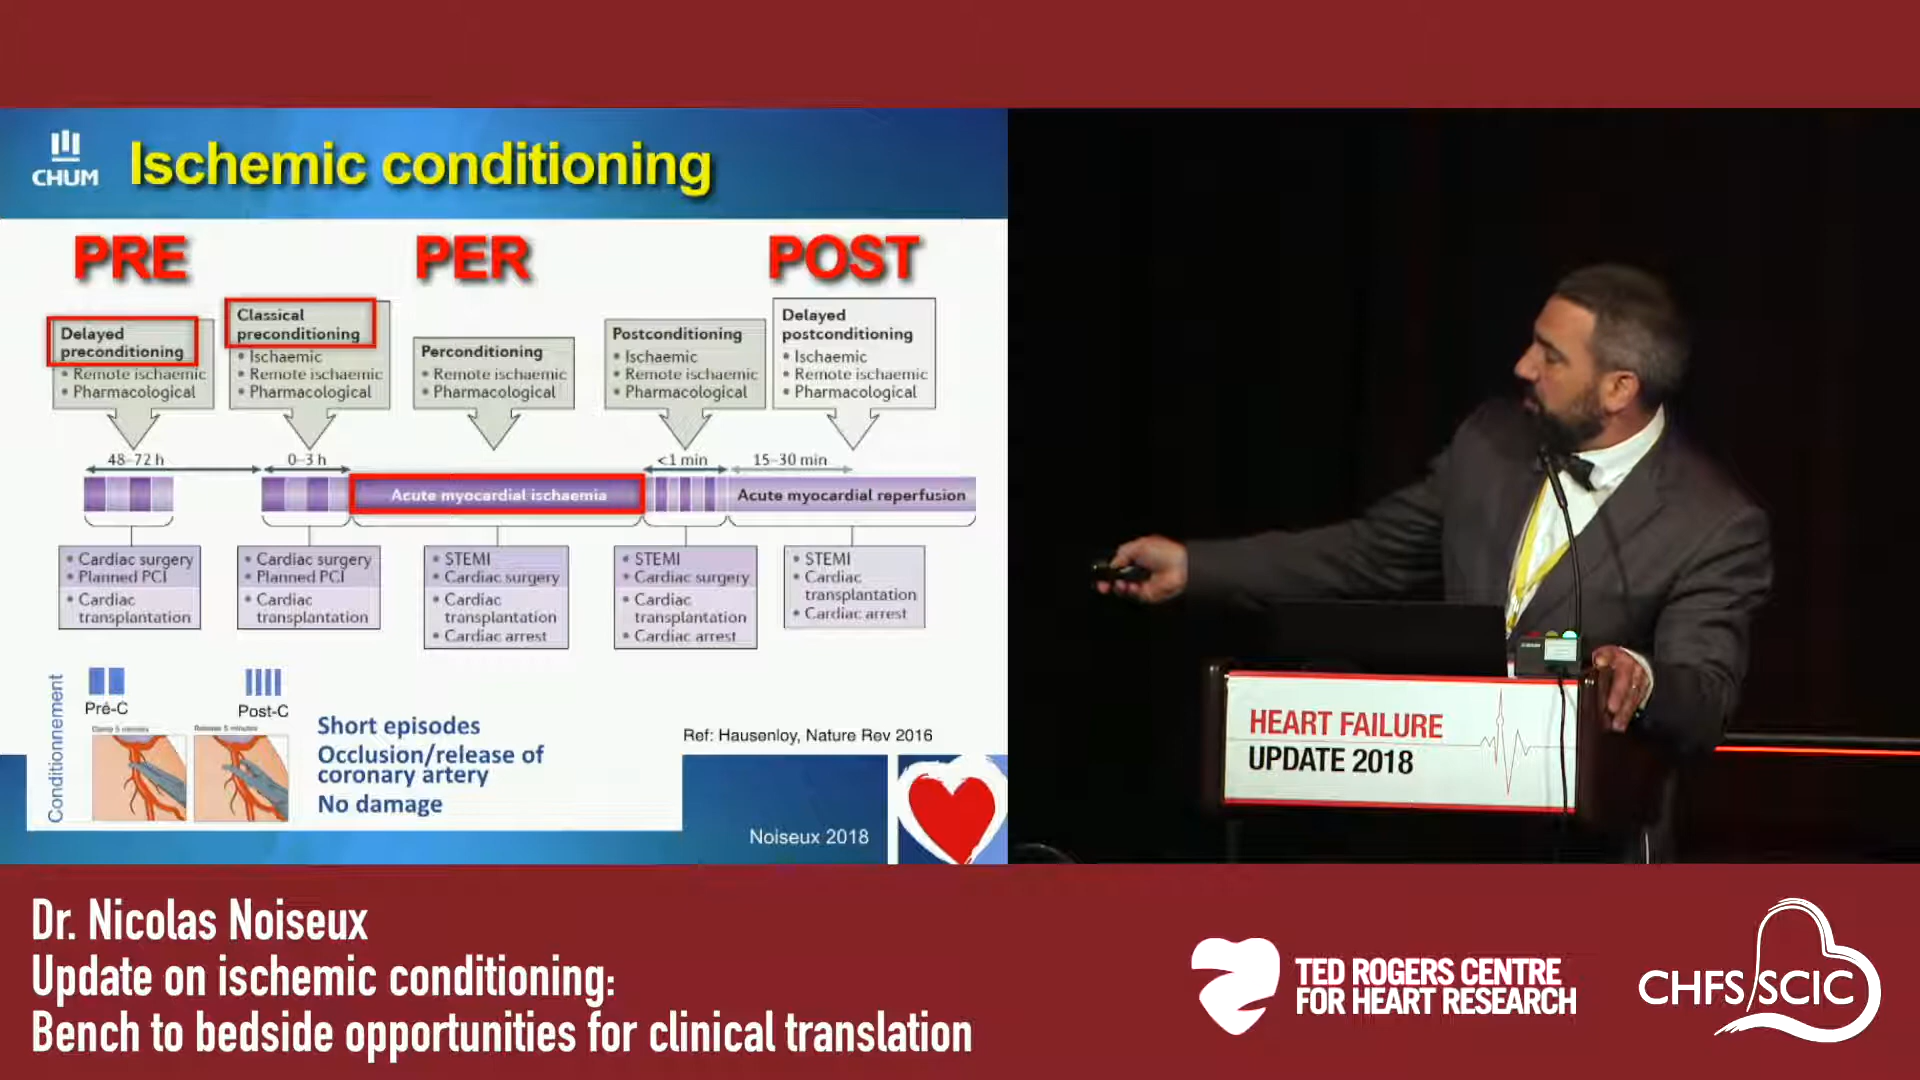 CHUM
Ischemic conditioning
PRE
PER
POST
Delayed
preconditioning
• Remote ischaemic
• Pharmacological
Classical
preconditioning
• Ischaemic
• Remote ischaemic
• Pharmacological
Perconditioning
• Remote ischaemic
• Pharmacological
Postconditioning
• Ischaemic
• Remote ischaemic
• Pharmacological
Delayed
postconditioning
• Ischaemic
• Remote ischaemic
• Pharmacological
48–72 h
0–3 h
<1 min
15–30 min
Acute myocardial ischaemia
Acute myocardial reperfusion
• Cardiac surgery
• Planned PCI
• Cardiac
transplantation
• Cardiac surgery
• Planned PCI
• Cardiac
transplantation
• STEMI
• Cardiac surgery
• Cardiac
transplantation
• Cardiac arrest
• STEMI
• Cardiac surgery
• Cardiac
transplantation
• Cardiac arrest
• STEMI
• Cardiac
transplantation
• Cardiac arrest
Conditionnement
Pré-C
Post-C
Clamp 5 minutes
Release 5 minutes
Short episodes
Occlusion/release of
coronary artery
No damage
Ref: Hausenloy, Nature Rev 2016
Noiseux 2018
HEART FAILURE
UPDATE 2018
Dr. Nicolas Noiseux
Update on ischemic conditioning:
Bench to bedside opportunities for clinical translation
TED ROGERS CENTRE
FOR HEART RESEARCH
CHFS/SCIC